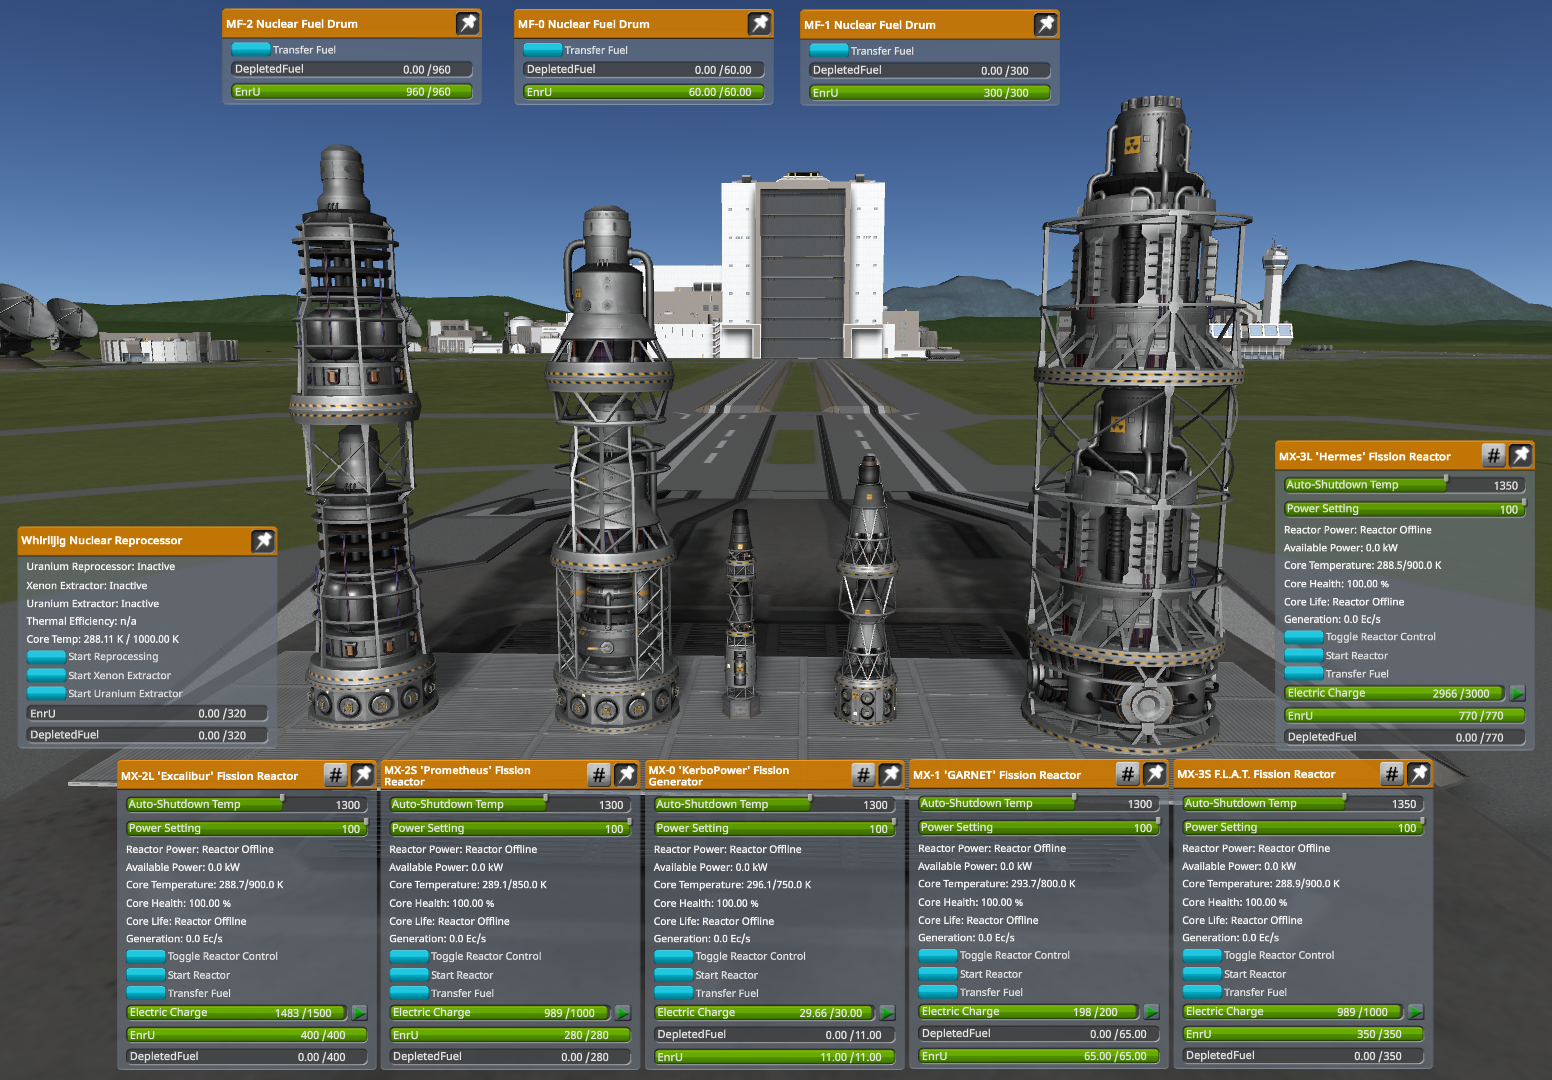 MF-2 Nuclear Fuel Drum
Transfer Fuel
DepletedFuel 0.00 /960
EnrU 960 /960
MF-0 Nuclear Fuel Drum
Transfer Fuel
DepletedFuel 0.00 /60.00
EnrU 60.00 /60.00
MF-1 Nuclear Fuel Drum
Transfer Fuel
DepletedFuel 0.00 /300
EnrU 300 /300
MX-3L 'Hermes' Fission Reactor #
Auto-Shutdown Temp 1350
Power Setting 100
Reactor Power: Reactor Offline
Available Power: 0.0 kW
Core Temperature: 288.5/900.0 K
Core Health: 100.00 %
Core Life: Reactor Offline
Generation: 0.0 Ec/s
Toggle Reactor Control
Start Reactor
Transfer Fuel
Electric Charge 2966 /3000
EnrU 770 /770
DepletedFuel 0.00 /770
Whirlijig Nuclear Reprocessor
Uranium Reprocessor: Inactive
Xenon Extractor: Inactive
Uranium Extractor: Inactive
Thermal Efficiency: n/a
Core Temp: 288.11 K / 1000.00 K
Start Reprocessing
Start Xenon Extractor
Start Uranium Extractor
EnrU 0.00 /320
DepletedFuel 0.00 /320
MX-2L 'Excalibur' Fission Reactor #
Auto-Shutdown Temp 1300
Power Setting 100
Reactor Power: Reactor Offline
Available Power: 0.0 kW
Core Temperature: 288.7/900.0 K
Core Health: 100.00 %
Core Life: Reactor Offline
Generation: 0.0 Ec/s
Toggle Reactor Control
Start Reactor
Transfer Fuel
Electric Charge 1483 /1500
EnrU 400 /400
DepletedFuel 0.00 /400
MX-2S 'Prometheus' Fission
Reactor #
Auto-Shutdown Temp 1300
Power Setting 100
Reactor Power: Reactor Offline
Available Power: 0.0 kW
Core Temperature: 289.1/850.0 K
Core Health: 100.00 %
Core Life: Reactor Offline
Generation: 0.0 Ec/s
Toggle Reactor Control
Start Reactor
Transfer Fuel
Electric Charge 989 /1000
EnrU 280 /280
DepletedFuel 0.00 /280
MX-0 'KerboPower' Fission
Generator #
Auto-Shutdown Temp 1300
Power Setting 100
Reactor Power: Reactor Offline
Available Power: 0.0 kW
Core Temperature: 296.1/750.0 K
Core Health: 100.00 %
Core Life: Reactor Offline
Generation: 0.0 Ec/s
Toggle Reactor Control
Start Reactor
Transfer Fuel
Electric Charge 29.66 /30.00
DepletedFuel 0.00 /11.00
EnrU 11.00 /11.00
MX-1 'GARNET' Fission Reactor #
Auto-Shutdown Temp 1300
Power Setting 100
Reactor Power: Reactor Offline
Available Power: 0.0 kW
Core Temperature: 293.7/800.0 K
Core Health: 100.00 %
Core Life: Reactor Offline
Generation: 0.0 Ec/s
Toggle Reactor Control
Start Reactor
Transfer Fuel
Electric Charge 198 /200
DepletedFuel 0.00 /65.00
EnrU 65.00 /65.00
MX-3S F.L.A.T. Fission Reactor #
Auto-Shutdown Temp 1350
Power Setting 100
Reactor Power: Reactor Offline
Available Power: 0.0 kW
Core Temperature: 288.9/900.0 K
Core Health: 100.00 %
Core Life: Reactor Offline
Generation: 0.0 Ec/s
Toggle Reactor Control
Start Reactor
Transfer Fuel
Electric Charge 989 /1000
EnrU 350 /350
DepletedFuel 0.00 /350